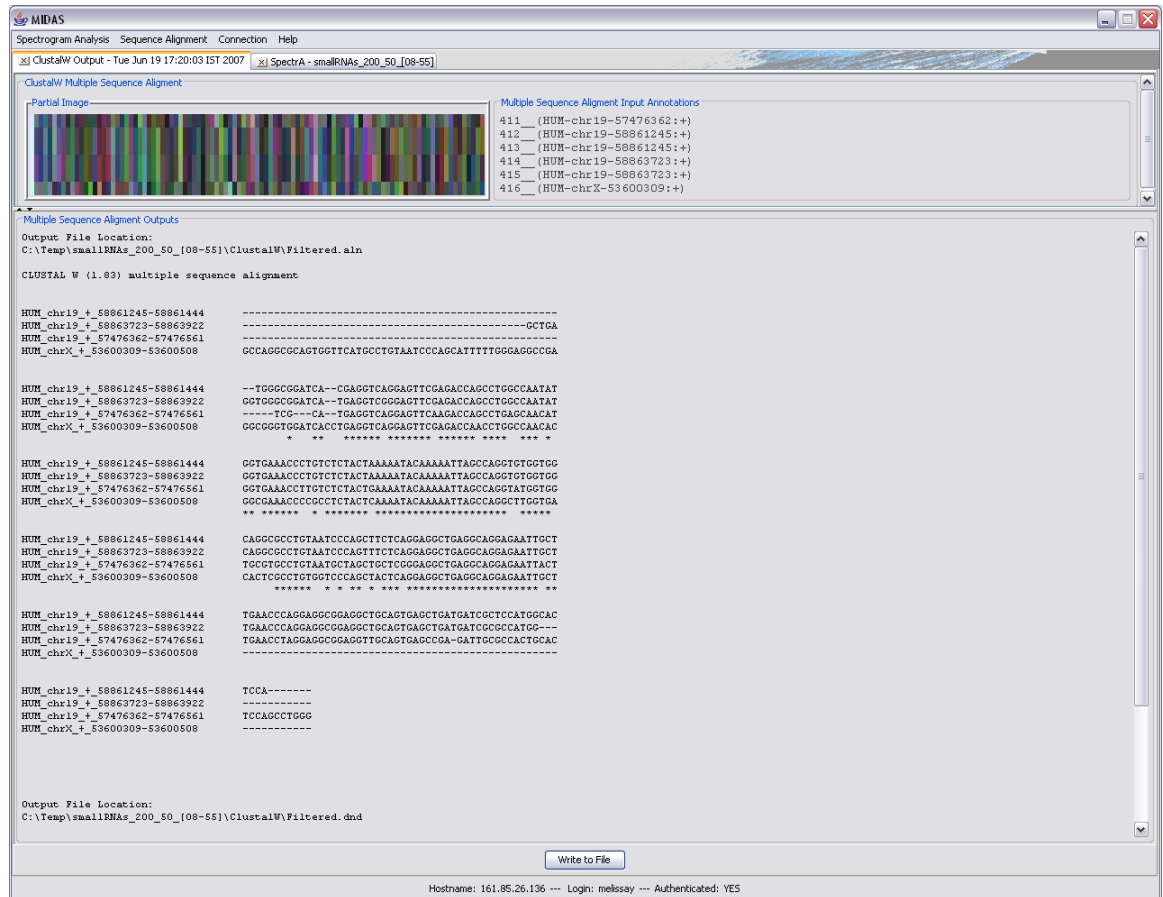 MIDAS
Spectrogram Analysis Sequence Alignment Connection Help
ClustalW Output - Tue Jun 19 17:20:03 IST 2007 SpectrA - smallRNAs_200_50_[08-55]
ClustalW Multiple Sequence Aligment
Partial Image
Multiple Sequence Aligment Input Annotations
411__(HUM-chr19-57476362:+)
412__(HUM-chr19-58861245:+)
413__(HUM-chr19-58861245:+)
414__(HUM-chr19-58863723:+)
415__(HUM-chr19-58863723:+)
416__(HUM-chrX-53600309:+)
Multiple Sequence Aligment Outputs
Output File Location:
C:\Temp\smallRNAs_200_50_[08-55]\ClustalW\Filtered.aln
CLUSTAL W (1.83) multiple sequence alignment
HUM_chr19_+_58861245-58861444 --------------------------------------------------
HUM_chr19_+_58863723-58863922 ---------------------------------------------GCTGA
HUM_chr19_+_57476362-57476561 --------------------------------------------------
HUM_chrX_+_53600309-53600508 GCCAGGCGCAGTGGTTCATGCCTGTAATCCCAGCATTTTTGGGAGGCCGA
HUM_chr19_+_58861245-58861444 --TGGGCGGATCA--CGAGGTCAGGAGTTCGAGACCAGCCTGGCCAATAT
HUM_chr19_+_58863723-58863922 GGTGGGCGGATCA--TGAGGTCGGGAGTTCGAGACCAGCCTGGCCAATAT
HUM_chr19_+_57476362-57476561 -----TCG---CA--TGAGGTCAGGAGTTCAAGACCAGCCTGAGCAACAT
HUM_chrX_+_53600309-53600508 GGCGGGTGGATCACCTGAGGTCAGGAGTTCGAGACCAACCTGGCCAACAC
* ** ****** ******* ****** **** *** *
HUM_chr19_+_58861245-58861444 GGTGAAACCCTGTCTCTACTAAAAATACAAAAATTAGCCAGGTGTGGTGG
HUM_chr19_+_58863723-58863922 GGTGAAACCCTGTCTCTACTAAAAATACAAAAATTAGCCAGGTGTGGTGG
HUM_chr19_+_57476362-57476561 GGTGAAACCTTGTCTCTACTGAAAATACAAAAATTAGCCAGGTATGGTGG
HUM_chrX_+_53600309-53600508 GGCGAAACCCCGCCTCTACTCAAAATACAAAAATTAGCCAGGCTTGGTGA
** ****** * ******* ********************* *****
HUM_chr19_+_58861245-58861444 CAGGCGCCTGTAATCCCAGCTTCTCAGGAGGCTGAGGCAGGAGAATTGCT
HUM_chr19_+_58863723-58863922 CAGGCGCCTGTAATCCCAGTTTCTCAGGAGGCTGAGGCAGGAGAATTGCT
HUM_chr19_+_57476362-57476561 TGCGTGCCTGTAATGCTAGCTGCTCGGGAGGCTGAGGCAGGAGAATTACT
HUM_chrX_+_53600309-53600508 CACTCGCCTGTGGTCCCAGCTACTCAGGAGGCTGAGGCAGGAGAATTGCT
****** * * ** * *** ********************* **
HUM_chr19_+_58861245-58861444 TGAACCCAGGAGGCGGAGGCTGCAGTGAGCTGATGATCGCTCCATGGCAC
HUM_chr19_+_58863723-58863922 TGAACCCAGGAGGCGGAGGCTGCAGTGAGCTGATGATCGCGCCATGG---
HUM_chr19_+_57476362-57476561 TGAACCTAGGAGGCGGAGGTTGCAGTGAGCCGA-GATTGCGCCACTGCAC
HUM_chrX_+_53600309-53600508 --------------------------------------------------
HUM_chr19_+_58861245-58861444 TCCA-------
HUM_chr19_+_58863723-58863922 -----------
HUM_chr19_+_57476362-57476561 TCCAGCCTGGG
HUM_chrX_+_53600309-53600508 -----------
Output File Location:
C:\Temp\smallRNAs_200_50_[08-55]\ClustalW\Filtered.dnd
Write to File
Hostname: 161.85.26.136 --- Login: melissay --- Authenticated: YES